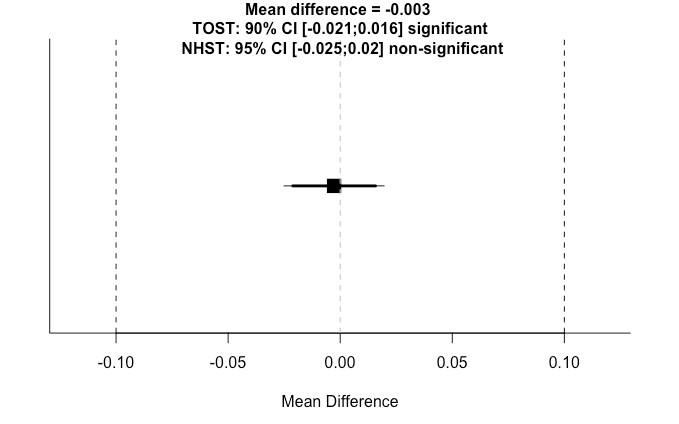 Mean difference = -0.003
TOST: 90% CI [-0.021;0.016] significant
NHST: 95% CI [-0.025;0.02] non-significant
-0.10 -0.05 0.00 0.05 0.10
Mean Difference